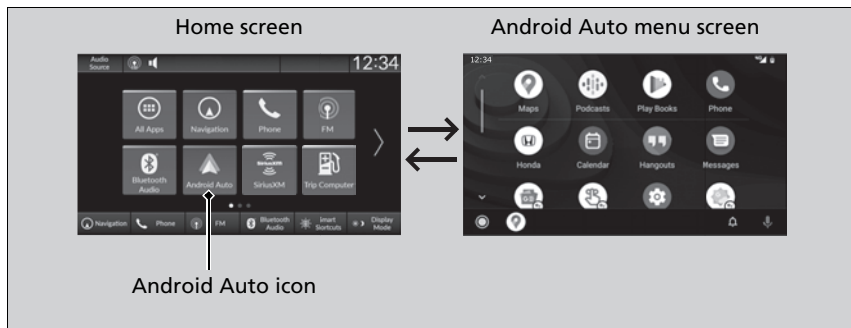 Home screen
Android Auto menu screen
Audio
Source
12:34
All Apps
Navigation
Phone
FM
Bluetooth
Audio
Android Auto
SiriusXM
SiriusXM
Trip Computer
Navigation
Phone
FM
Bluetooth
Audio
Smart
Shortcuts
Display
Mode
12:34
Maps
Podcasts
Play Books
Phone
Honda
Calendar
Hangouts
Messages
Android Auto icon